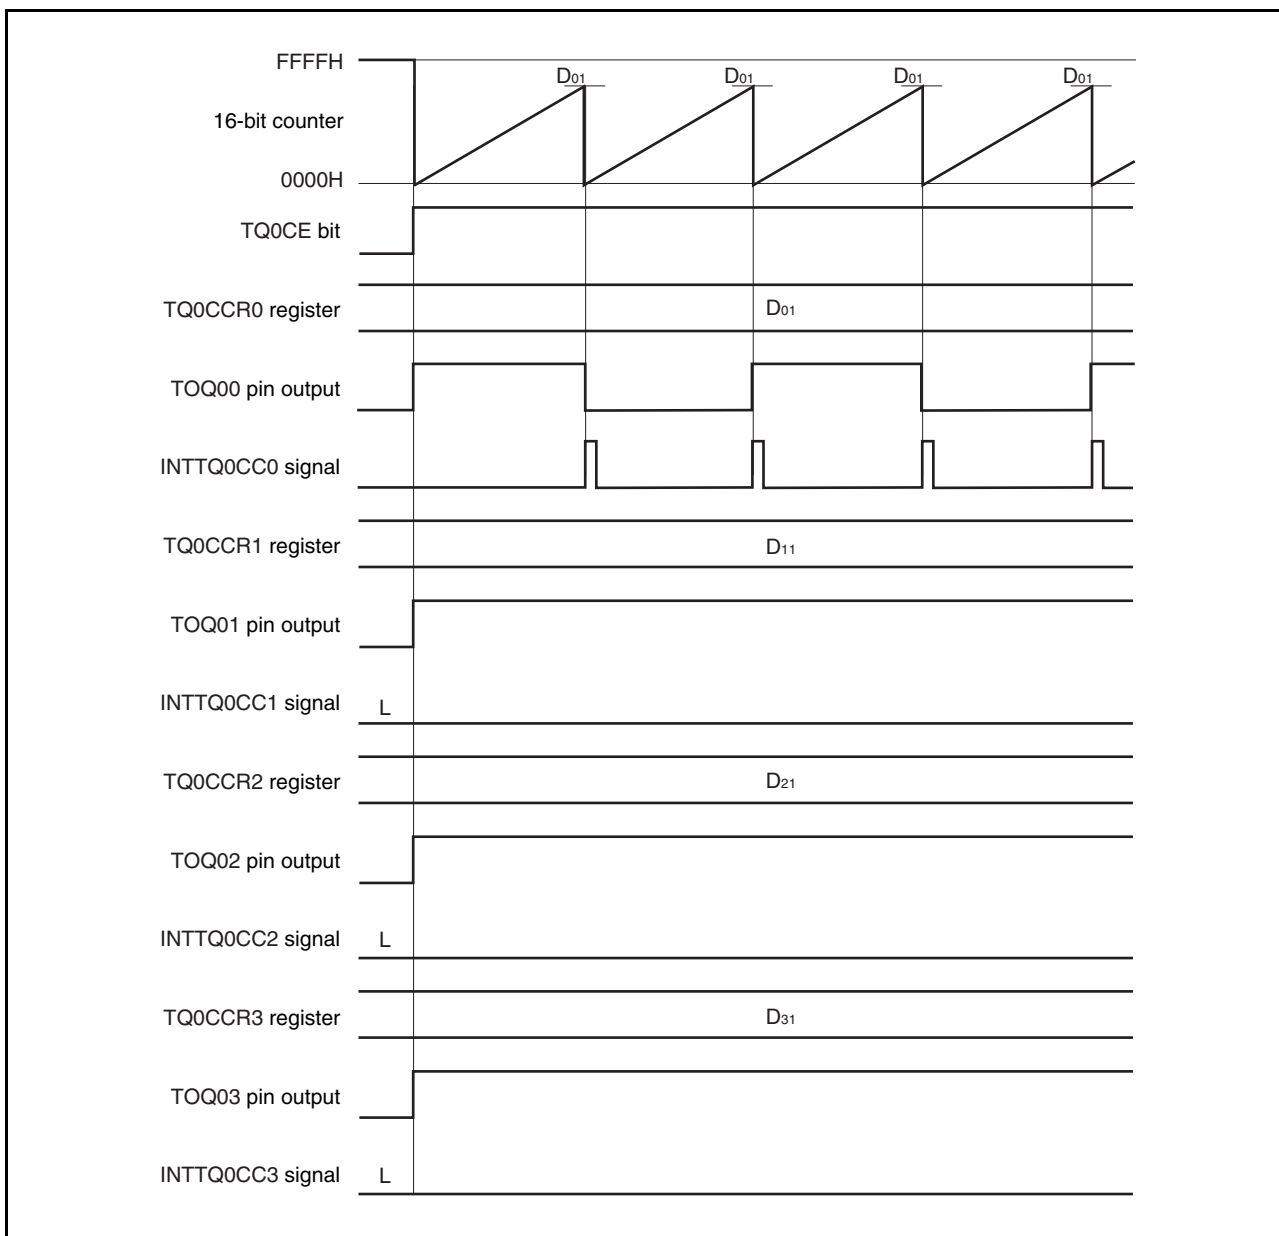 FFFFH
D01 D01 D01 D01
16-bit counter
0000H
TQ0CE bit
TQ0CCR0 register D01
TOQ00 pin output
INTTQ0CC0 signal
TQ0CCR1 register D11
TOQ01 pin output
INTTQ0CC1 signal L
TQ0CCR2 register D21
TOQ02 pin output
INTTQ0CC2 signal L
TQ0CCR3 register D31
TOQ03 pin output
INTTQ0CC3 signal L